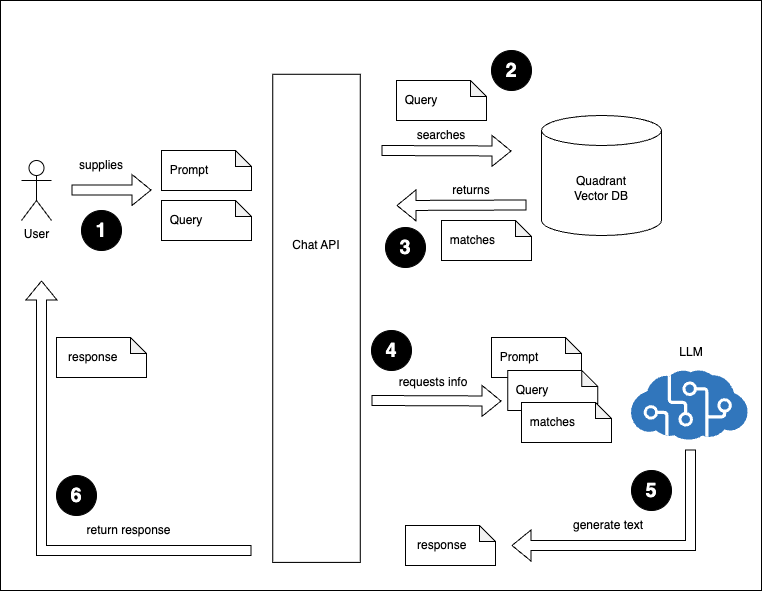 2
Query
searches
supplies
Prompt
Quadrant
Vector DB
returns
Query
1
User
Chat API
3
matches
response
4
requests info
Prompt
Query
matches
LLM
6
return response
5
generate text
response